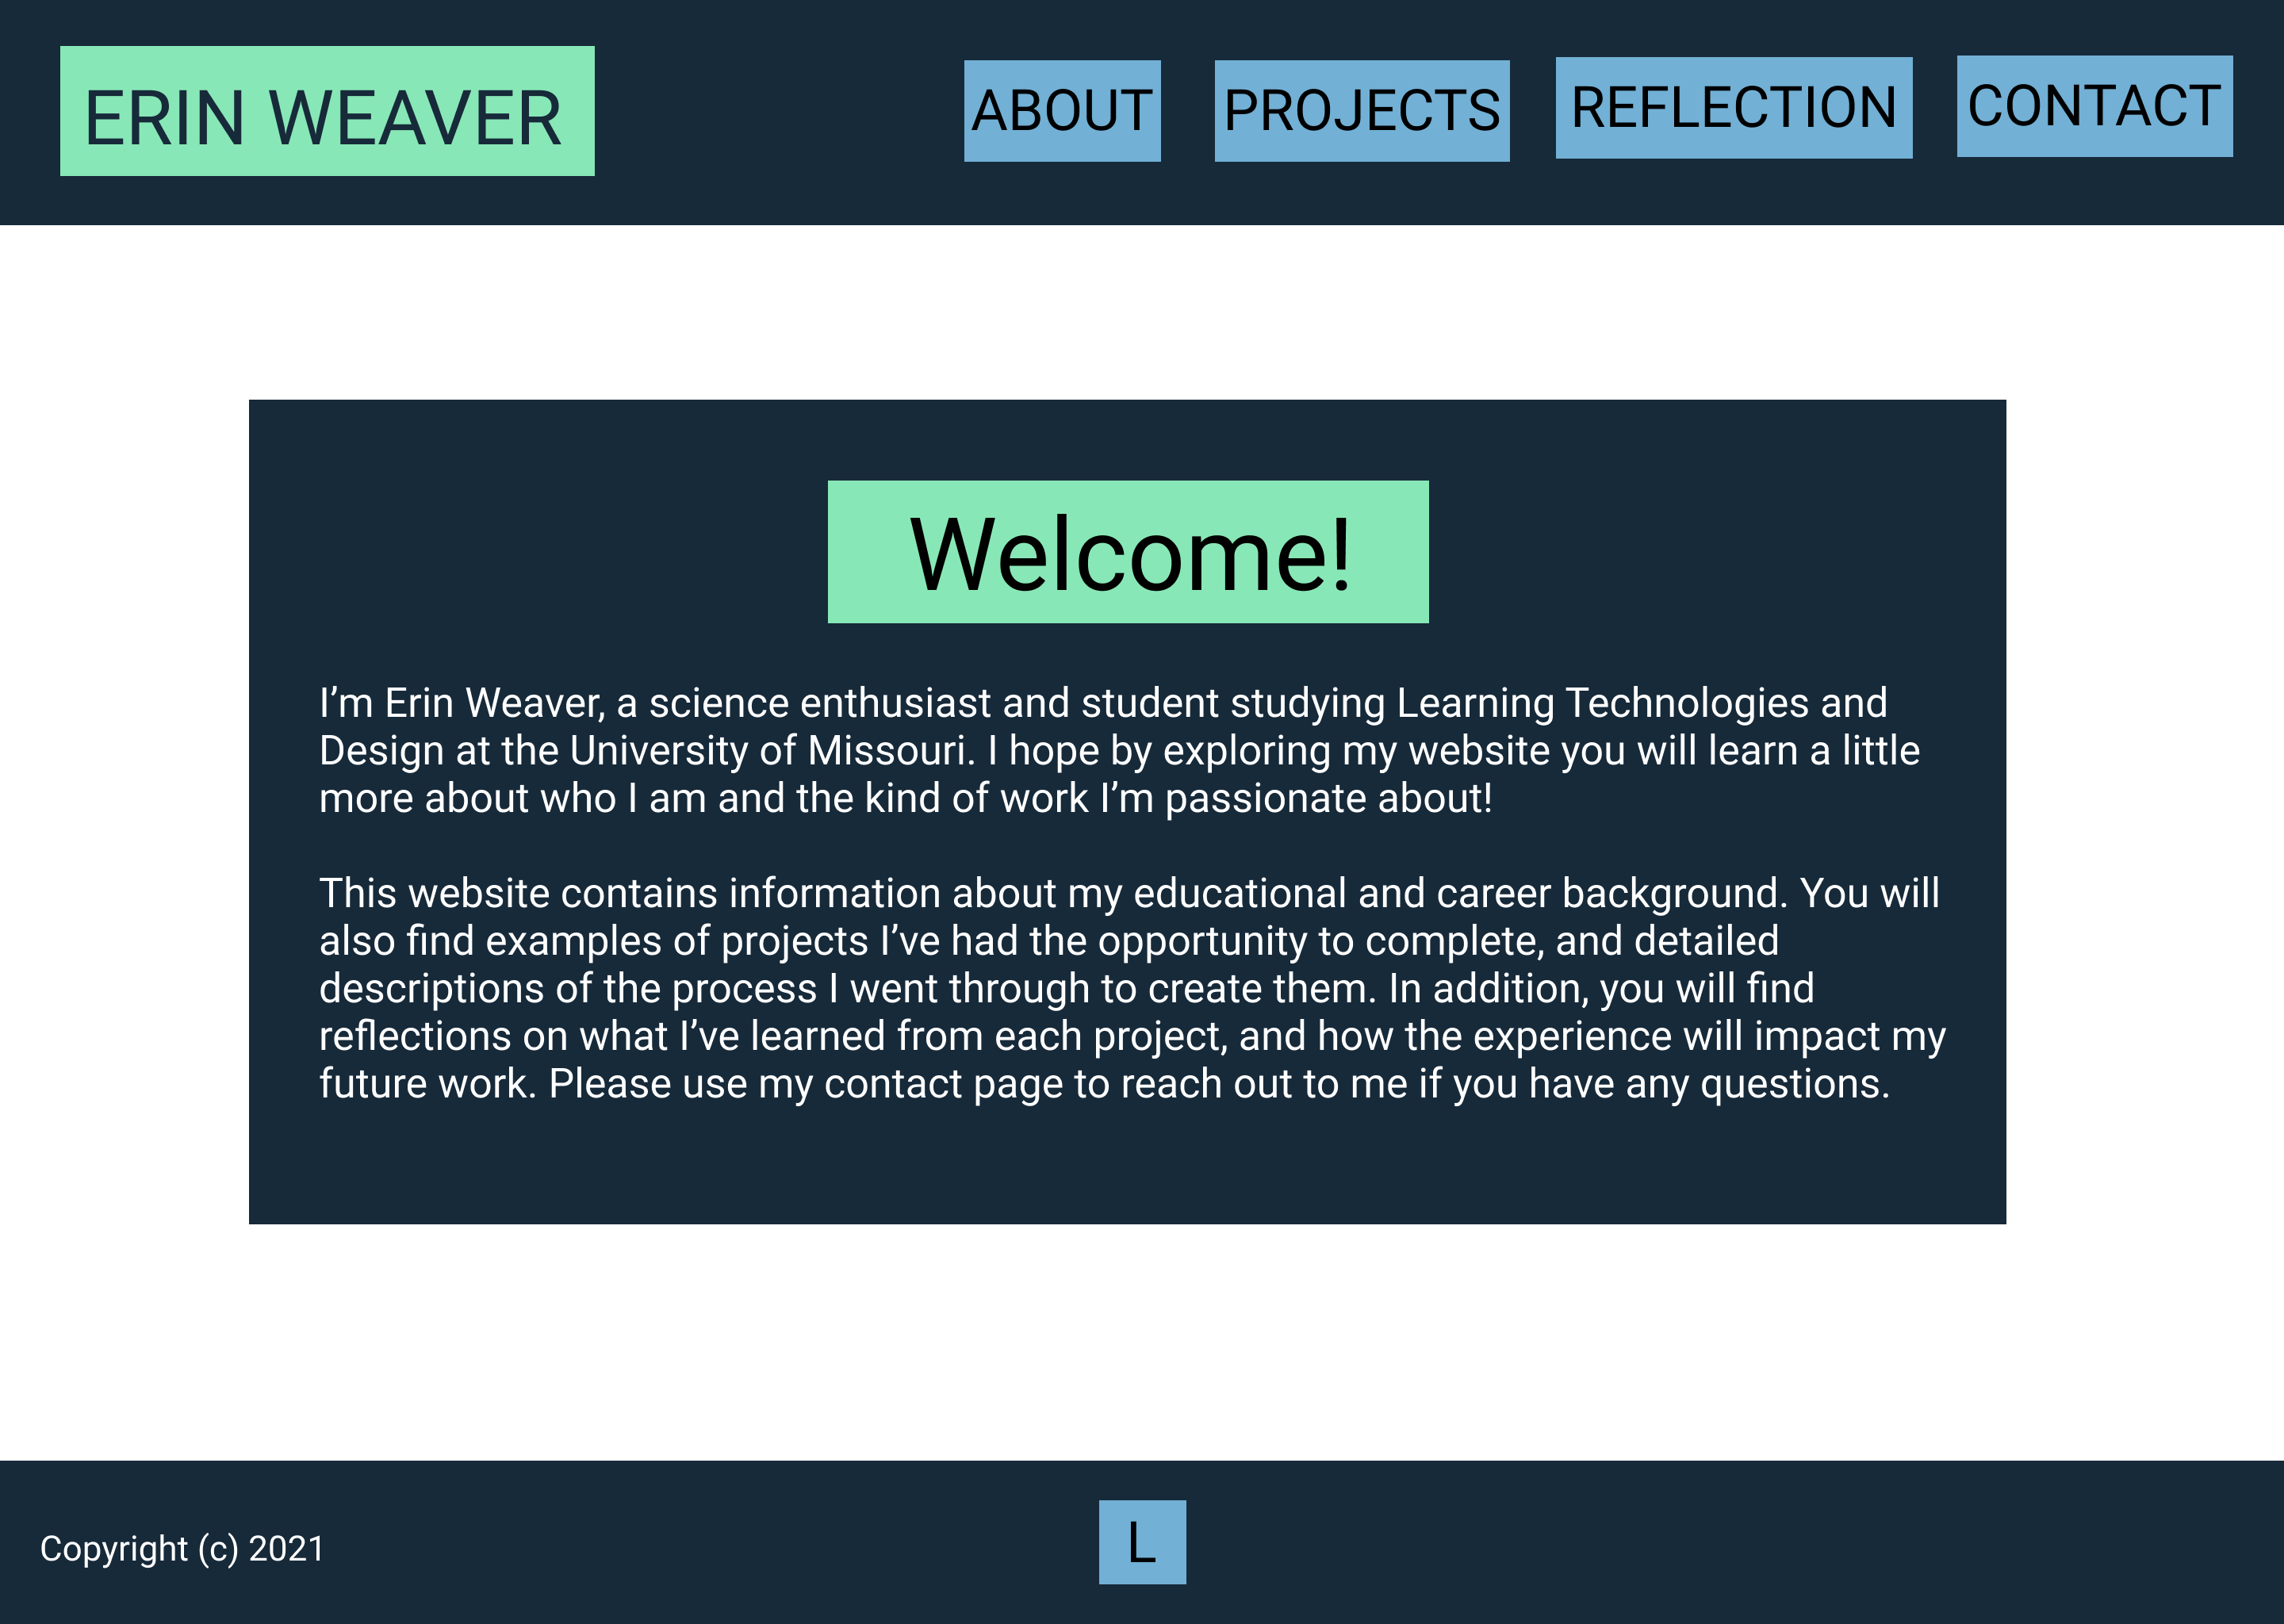 ERIN WEAVER
ABOUT
PROJECTS
REFLECTION
CONTACT
Welcome!
I’m Erin Weaver, a science enthusiast and student studying Learning Technologies and
Design at the University of Missouri. I hope by exploring my website you will learn a little
more about who I am and the kind of work I’m passionate about!
This website contains information about my educational and career background. You will
also find examples of projects I’ve had the opportunity to complete, and detailed
descriptions of the process I went through to create them. In addition, you will find
reflections on what I’ve learned from each project, and how the experience will impact my
future work. Please use my contact page to reach out to me if you have any questions.
Copyright (c) 2021
L